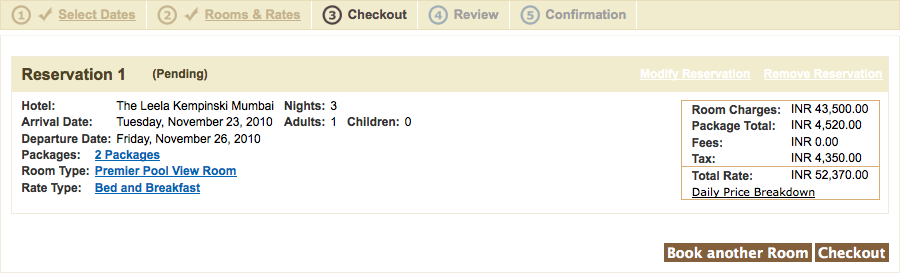 1 Select Dates 2 Rooms & Rates 3 Checkout 4 Review 5 Confirmation
Reservation 1 (Pending) Modify Reservation Remove Reservation
Hotel: The Leela Kempinski Mumbai Nights: 3
Arrival Date: Tuesday, November 23, 2010 Adults: 1 Children: 0
Departure Date: Friday, November 26, 2010
Packages: 2 Packages
Room Type: Premier Pool View Room
Rate Type: Bed and Breakfast
Room Charges: INR 43,500.00
Package Total: INR 4,520.00
Fees: INR 0.00
Tax: INR 4,350.00
Total Rate: INR 52,370.00
Daily Price Breakdown
Book another Room Checkout